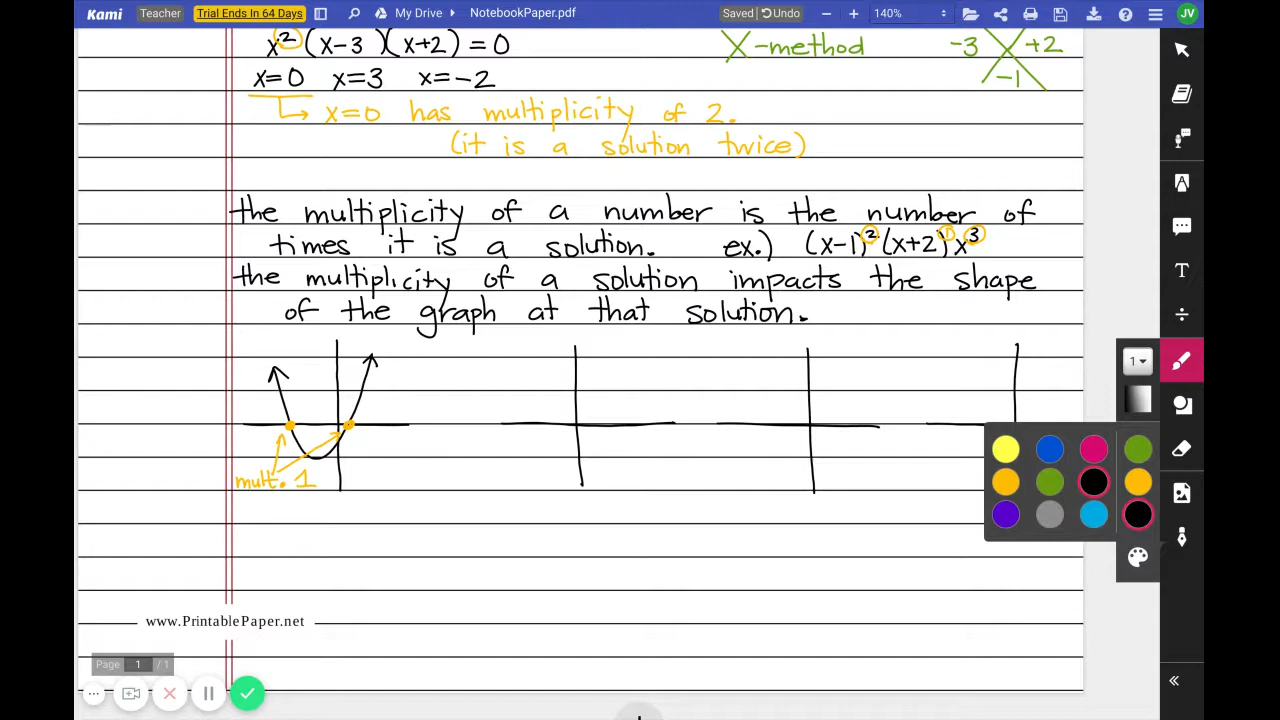 Kami Teacher Trial Ends In 64 Days My Drive NotebookPaper.pdf Saved Undo 140% JV
x² (x-3 )(x+2) = 0
X-method
-3 +2
-1
x=0 x=3 x=-2
x=0 has multiplicity of 2.
(it is a solution twice)
the multiplicity of a number is the number of
times it is a solution. ex.) (x-1)² (x+2)¹ x³
the multiplicity of a solution impacts the shape
of the graph at that solution.
mult. 1
1
T
www.PrintablePaper.net
Page 1 / 1